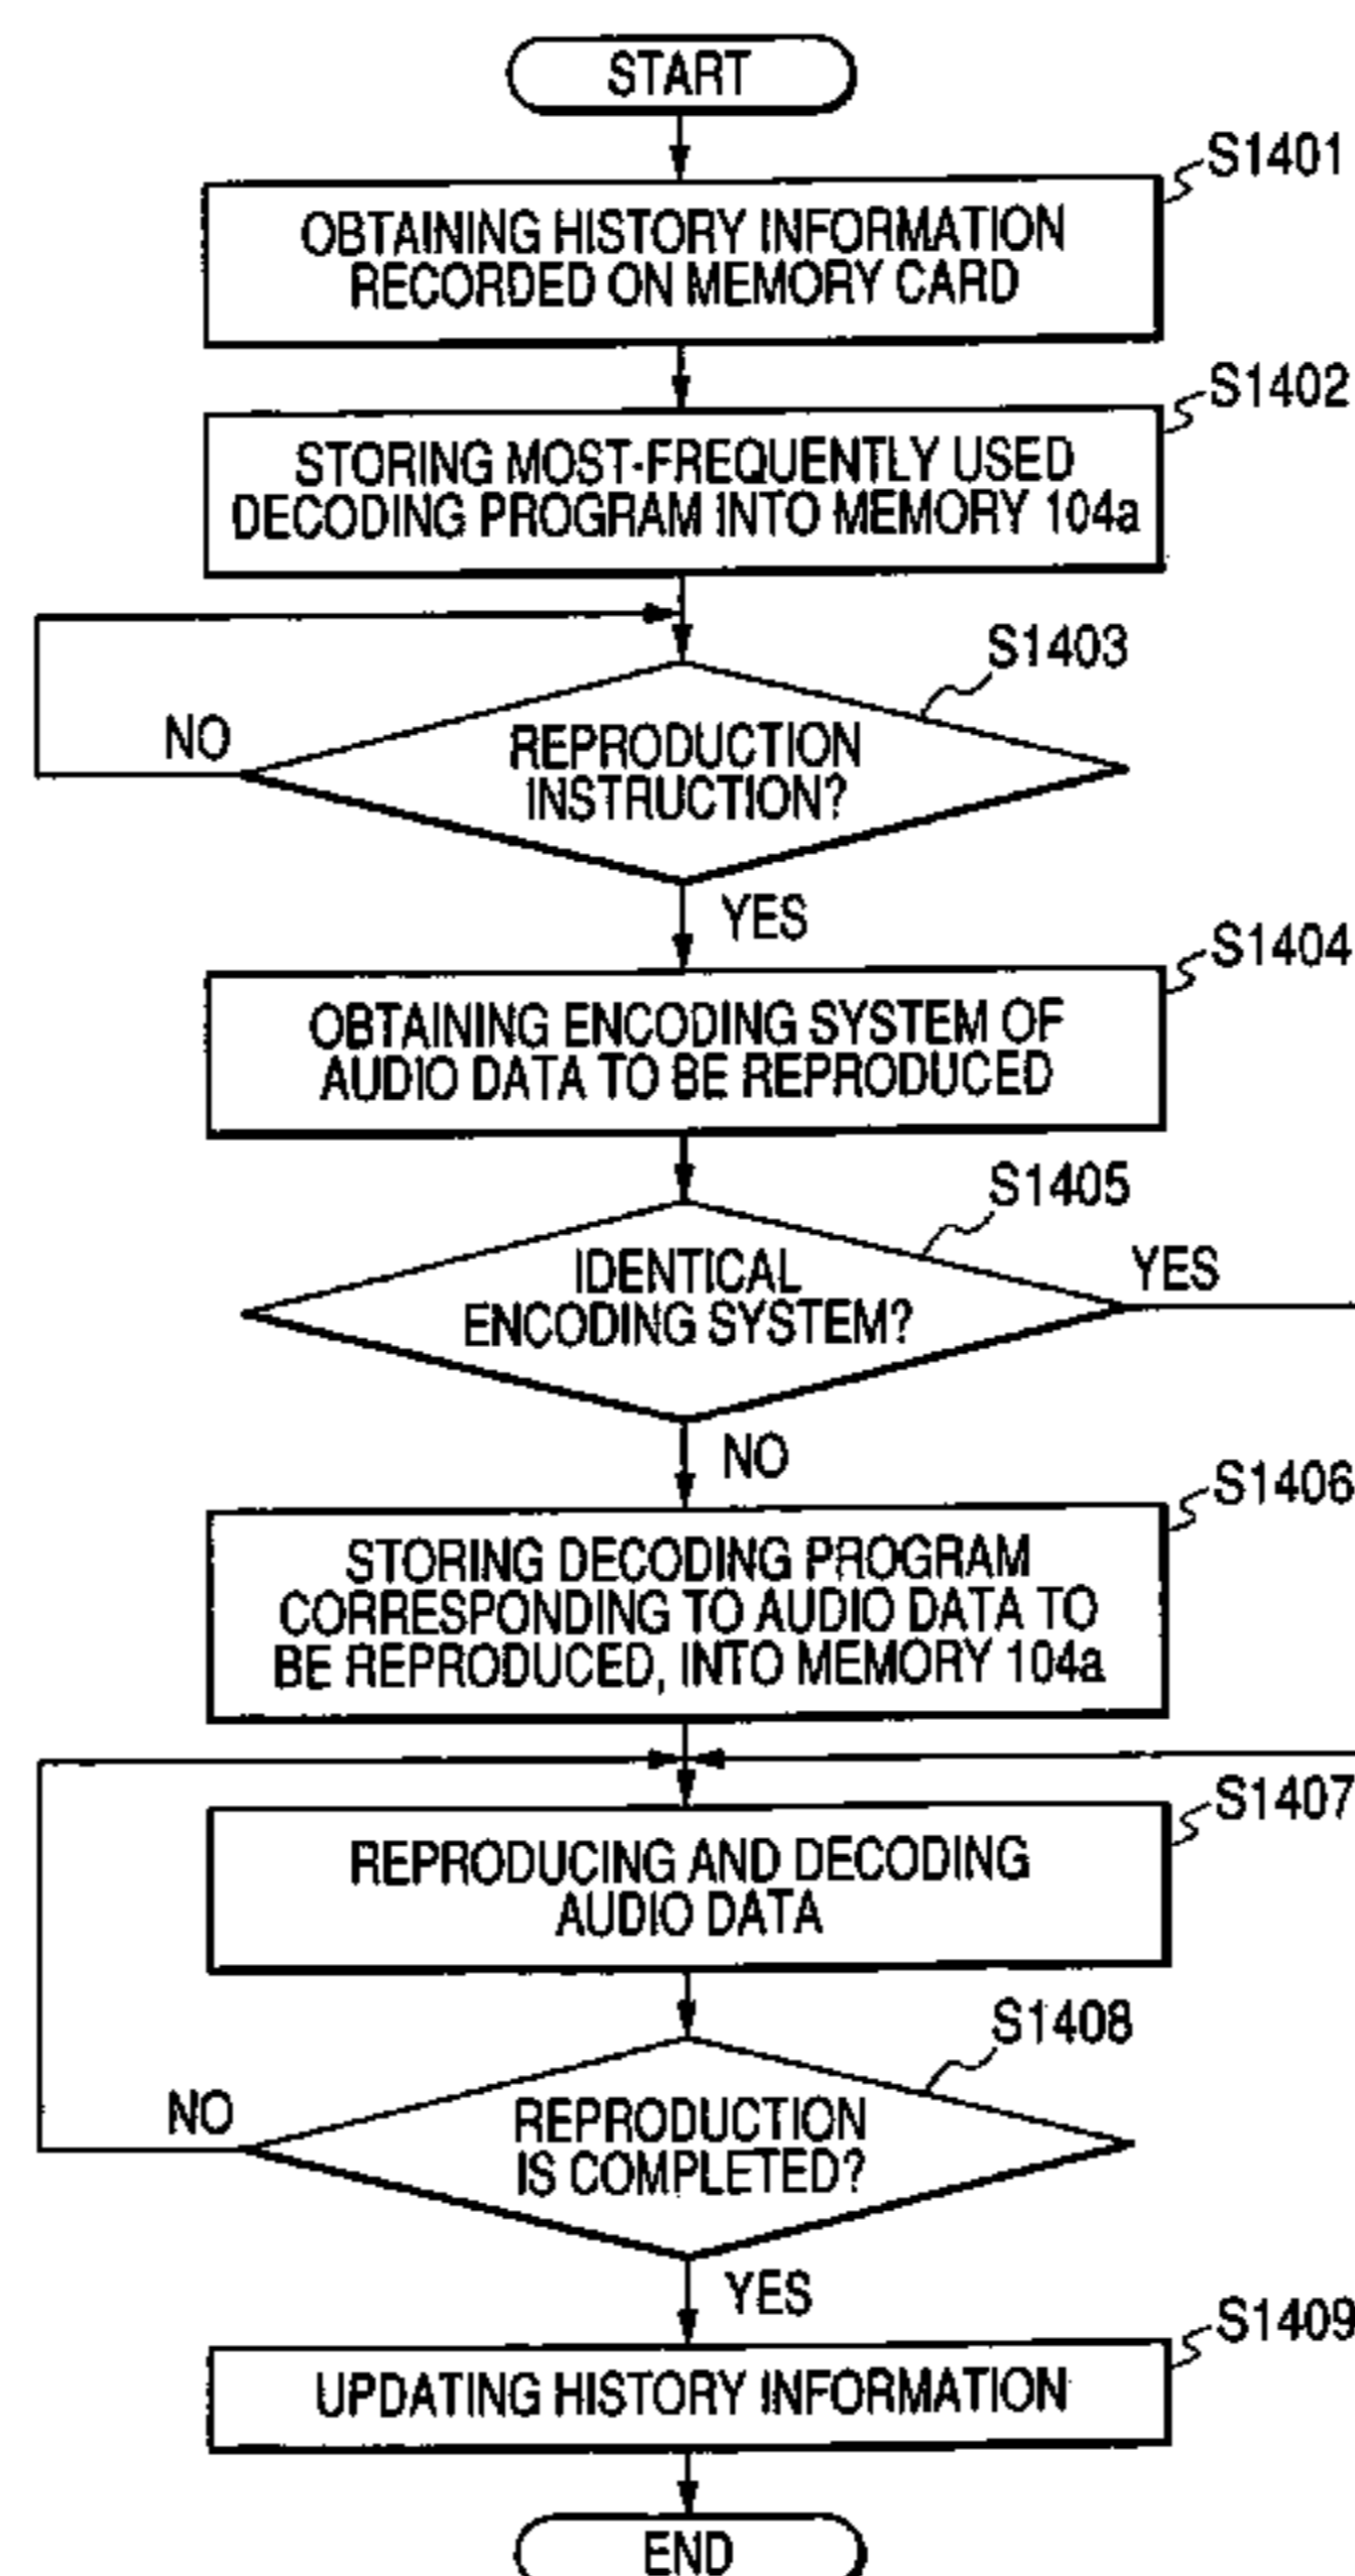 START
S1401
OBTAINING HISTORY INFORMATION
RECORDED ON MEMORY CARD
S1402
STORING MOST-FREQUENTLY USED
DECODING PROGRAM INTO MEMORY 104a
S1403
NO
REPRODUCTION
INSTRUCTION?
YES
S1404
OBTAINING ENCODING SYSTEM OF
AUDIO DATA TO BE REPRODUCED
S1405
YES
IDENTICAL
ENCODING SYSTEM?
NO
S1406
STORING DECODING PROGRAM
CORRESPONDING TO AUDIO DATA TO
BE REPRODUCED, INTO MEMORY 104a
S1407
REPRODUCING AND DECODING
AUDIO DATA
S1408
NO
REPRODUCTION
IS COMPLETED?
YES
S1409
UPDATING HISTORY INFORMATION
END